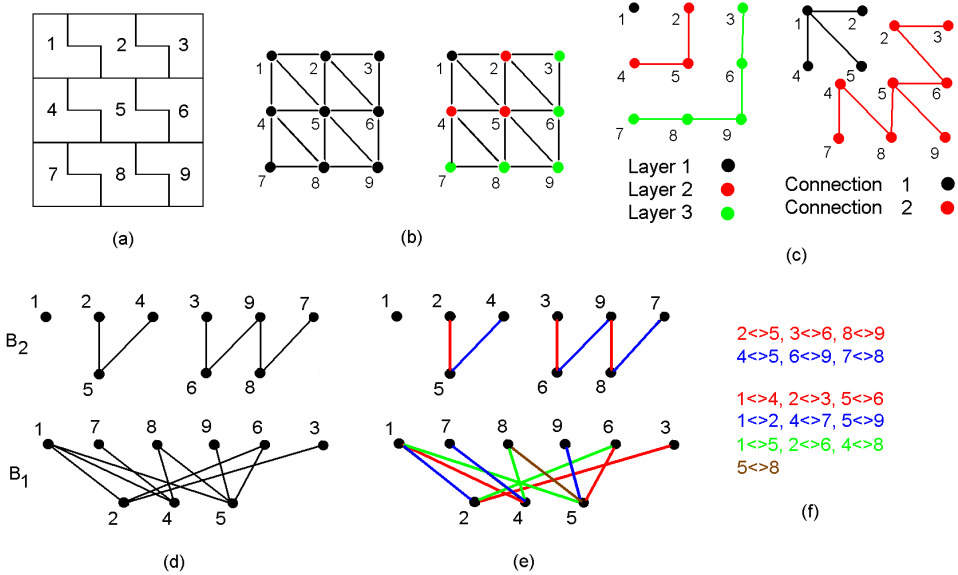 1 2 3
4 5 6
7 8 9
(a)
1 2 3
4 5 6
7 8 9
1 2 3
4 5 6
7 8 9
(b)
1 2 3
4 5 6
7 8 9
Layer 1
Layer 2
Layer 3
1 2
4 5
2 3
4 5 6
7 8 9
Connection 1
Connection 2
(c)
B2
1 2 4 3 9 7
5 6 8
B1
1 7 8 9 6 3
2 4 5
(d)
1 2 4 3 9 7
5 6 8
1 7 8 9 6 3
2 4 5
(e)
2<>5, 3<>6, 8<>9
4<>5, 6<>9, 7<>8
1<>4, 2<>3, 5<>6
1<>2, 4<>7, 5<>9
1<>5, 2<>6, 4<>8
5<>8
(f)